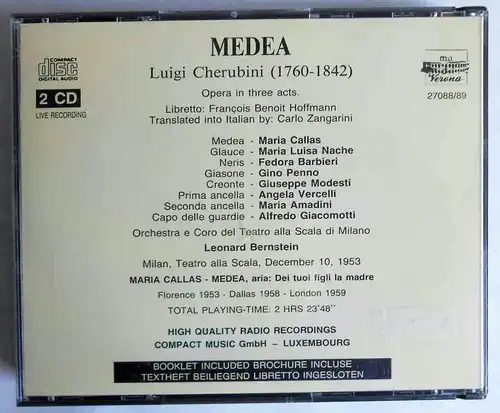 MEDEA
Luigi Cherubini (1760-1842)
COMPACT
disc
DIGITAL AUDIO
2 CD
LIVE RECORDING
ma
Verona
27088/89
Opera in three acts.
Libretto: François Benoit Hoffmann
Translated into Italian by: Carlo Zangarini
Medea - Maria Callas
Glauce - Maria Luisa Nache
Neris - Fedora Barbieri
Giasone - Gino Penno
Creonte - Giuseppe Modesti
Prima ancella - Angela Vercelli
Seconda ancella - Maria Amadini
Capo delle guardie - Alfredo Giacomotti
Orchestra e Coro del Teatro alla Scala di Milano
Leonard Bernstein
Milan, Teatro alla Scala, December 10, 1953
MARIA CALLAS - MEDEA, aria: Dei tuoi figli la madre
Florence 1953 - Dallas 1958 - London 1959
TOTAL PLAYING-TIME: 2 HRS 23'48"
HIGH QUALITY RADIO RECORDINGS
COMPACT MUSIC GmbH - LUXEMBOURG
BOOKLET INCLUDED BROCHURE INCLUSE
TEXTHEFT BEILIEGEND LIBRETTO INGESLOTEN